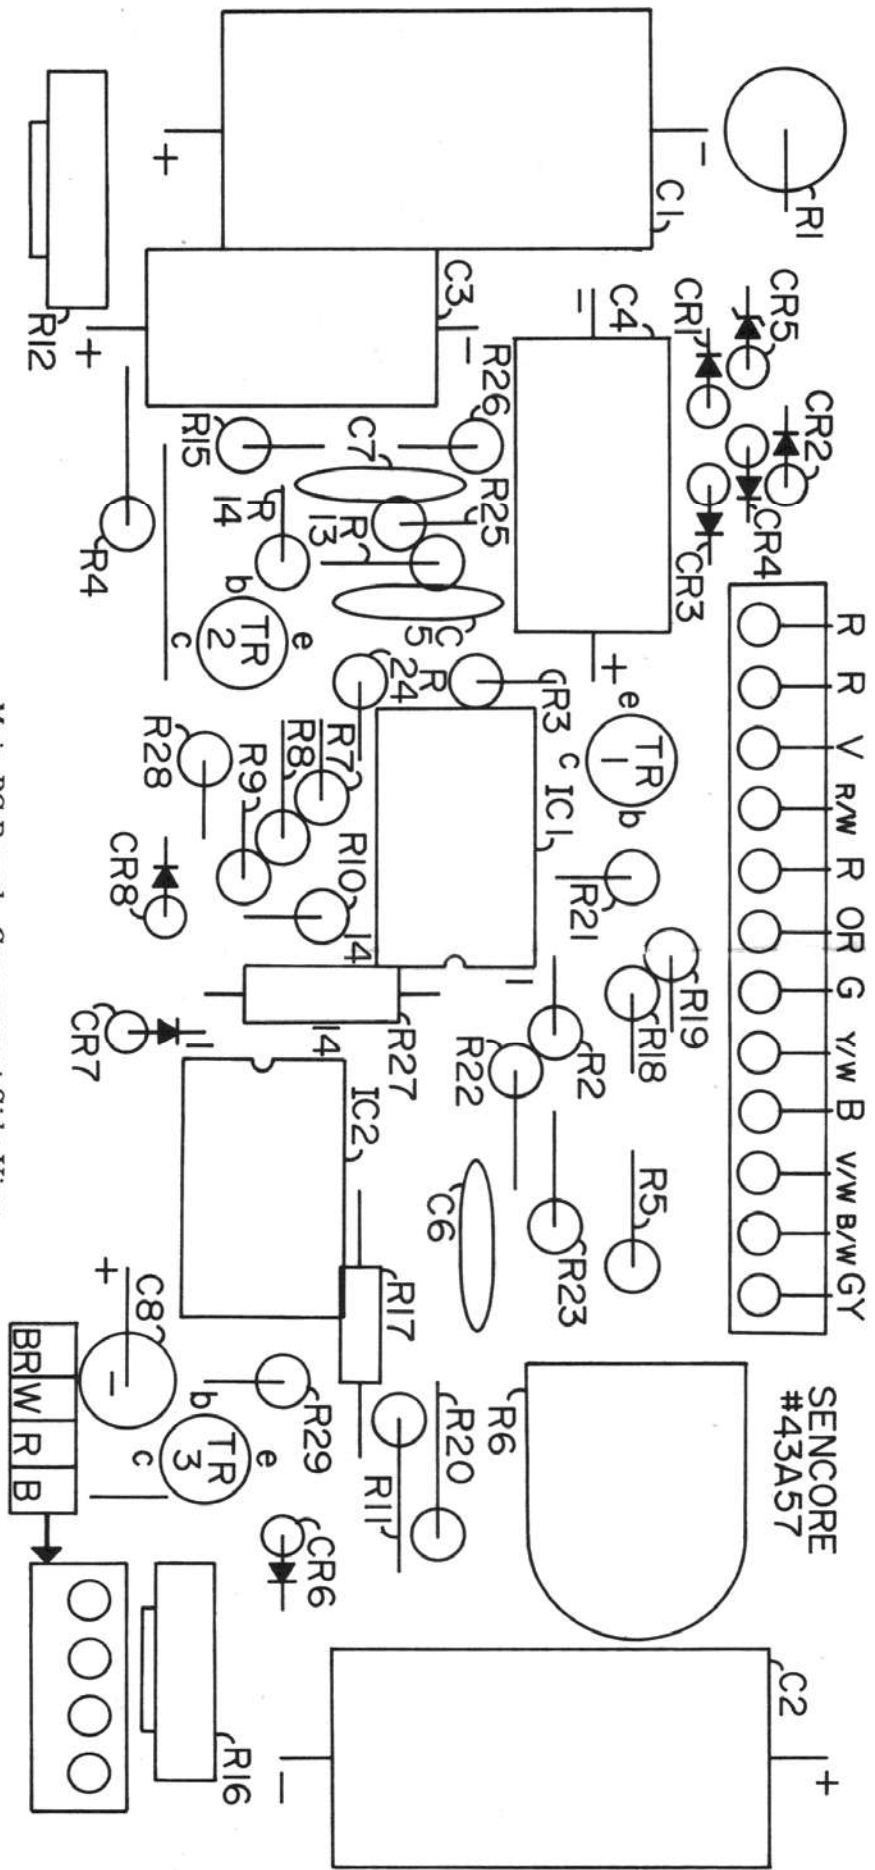 R1
C1
+
-
CR5
CR1
CR2
CR4
CR3
C4
-
+
C3
-
+
R12
R26
R15
C7
R25
R
14
R
13
R4
C
5
b
TR
2
e
c
R
24
R3
e
TR
1
c
b
IC1
R
R
V
R/W
R
OR
G
Y/W
B
V/W
B/W
GY
R28
R9
R8
R7
R10
CR8
14
1
R21
R19
R18
R2
R22
R27
CR7
1
14
IC2
R5
R23
C6
R17
SENCORE
#43A57
R6
R20
R11
R29
C8
+
-
b
TR
3
e
c
BR
W
R
B
CR6
R16
C2
+
-